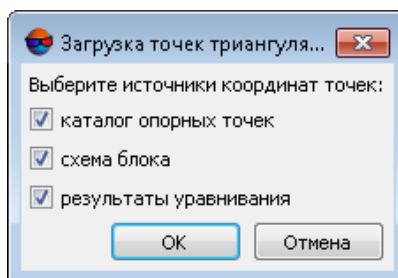 Загрузка точек триангуля...
Выберите источники координат точек:
каталог опорных точек
схема блока
результаты уравнивания
OK
Отмена